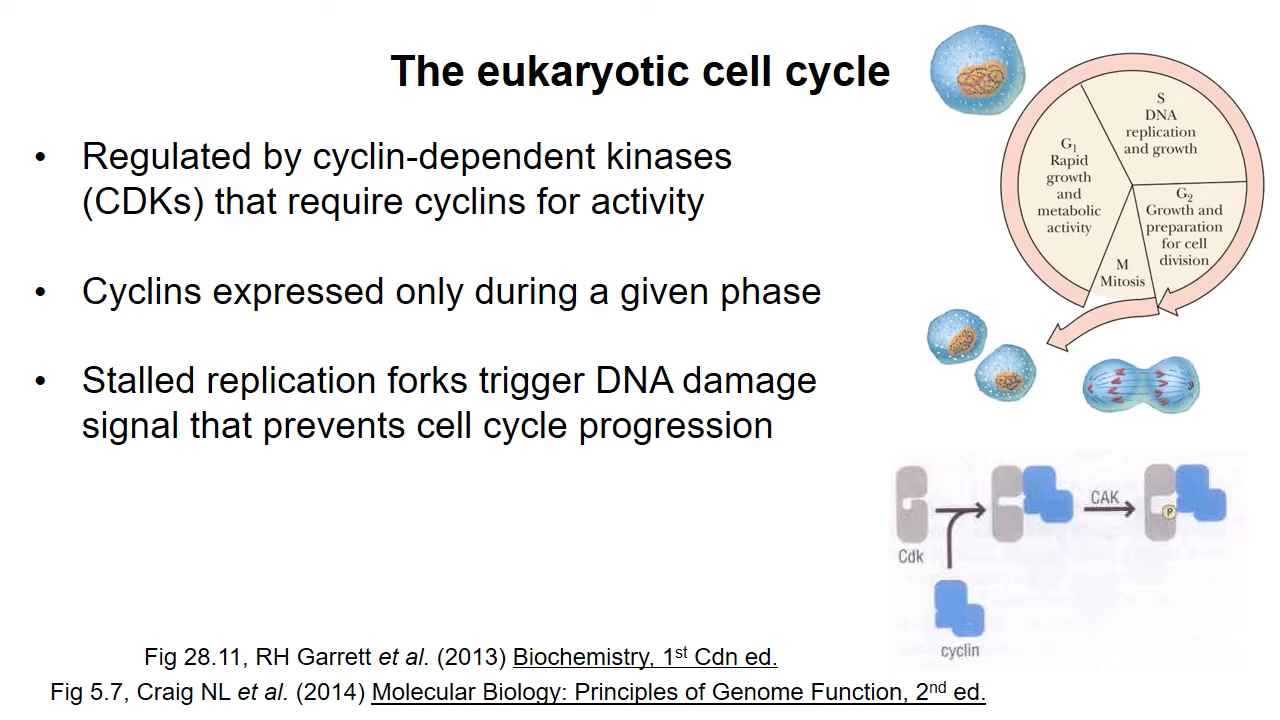 The eukaryotic cell cycle
• Regulated by cyclin-dependent kinases
(CDKs) that require cyclins for activity
• Cyclins expressed only during a given phase
• Stalled replication forks trigger DNA damage
signal that prevents cell cycle progression
S
DNA
replication
and growth
G₁
Rapid
growth
and
metabolic
activity
G₂
Growth and
preparation
for cell
division
M
Mitosis
Cdk
cyclin
CAK
P
Fig 28.11, RH Garrett et al. (2013) Biochemistry, 1st Cdn ed.
Fig 5.7, Craig NL et al. (2014) Molecular Biology: Principles of Genome Function, 2nd ed.